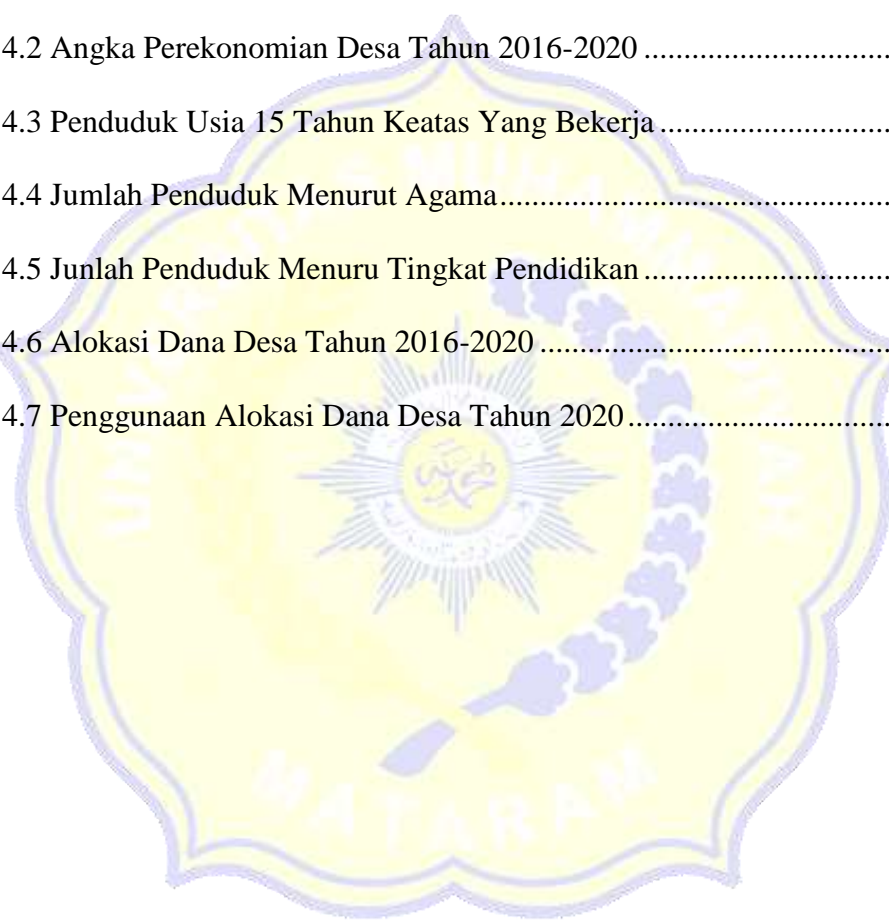 4.2 Angka Perekonomian Desa Tahun 2016-2020 ..............................
4.3 Penduduk Usia 15 Tahun Keatas Yang Bekerja ............................
4.4 Jumlah Penduduk Menurut Agama .................................................
4.5 Junlah Penduduk Menuru Tingkat Pendidikan ..............................
4.6 Alokasi Dana Desa Tahun 2016-2020 ...........................................
4.7 Penggunaan Alokasi Dana Desa Tahun 2020 ................................
UNIVERSITAS MUHAMMADIYAH
MATARAM